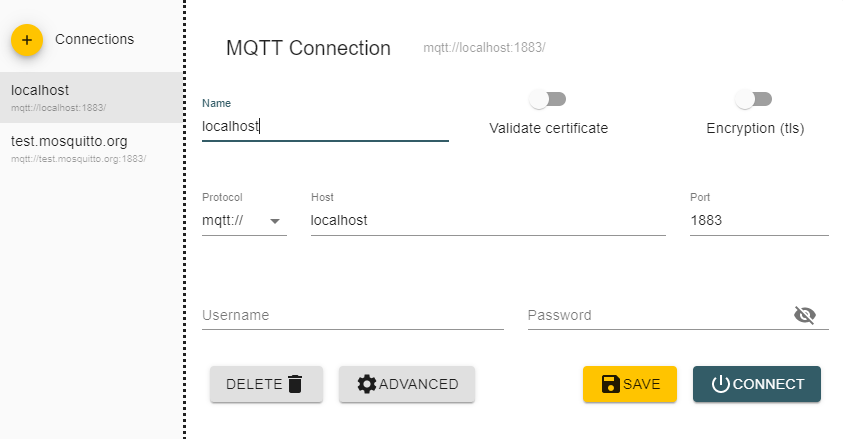 Connections
localhost
mqtt://localhost:1883/
test.mosquitto.org
mqtt://test.mosquitto.org:1883/
MQTT Connection mqtt://localhost:1883/
Name
localhost
Validate certificate
Encryption (tls)
Protocol Host Port
mqtt:// localhost 1883
Username Password
DELETE ADVANCED SAVE CONNECT